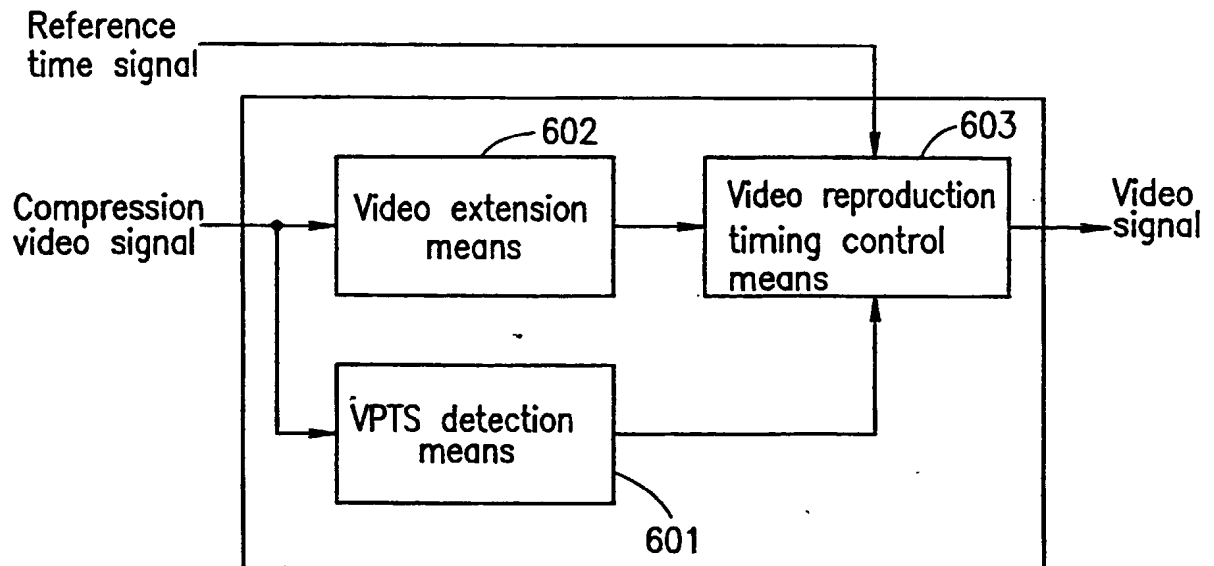 Reference
time signal
602
603
Compression
video signal
Video extension
means
Video reproduction
timing control
means
Video
signal
VPTS detection
means
601